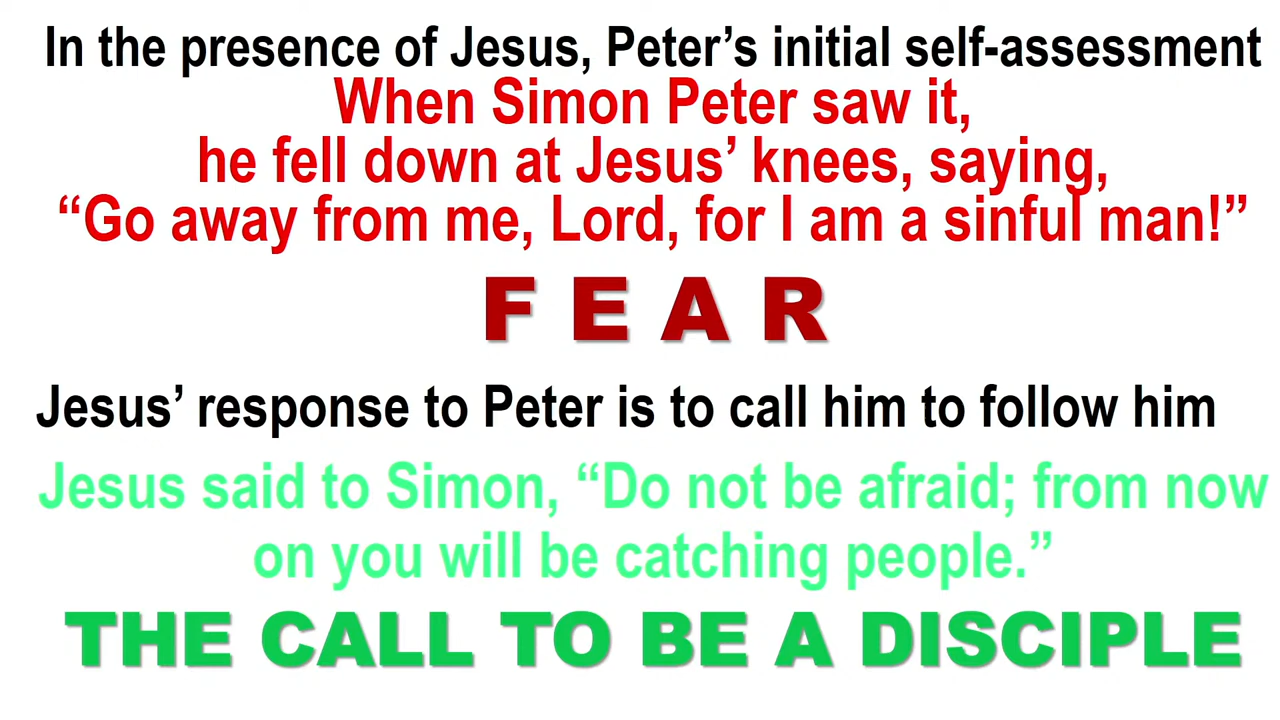 In the presence of Jesus, Peter’s initial self-assessment
When Simon Peter saw it,
he fell down at Jesus’ knees, saying,
“Go away from me, Lord, for I am a sinful man!”
F E A R
Jesus’ response to Peter is to call him to follow him
Jesus said to Simon, “Do not be afraid; from now
on you will be catching people.”
THE CALL TO BE A DISCIPLE